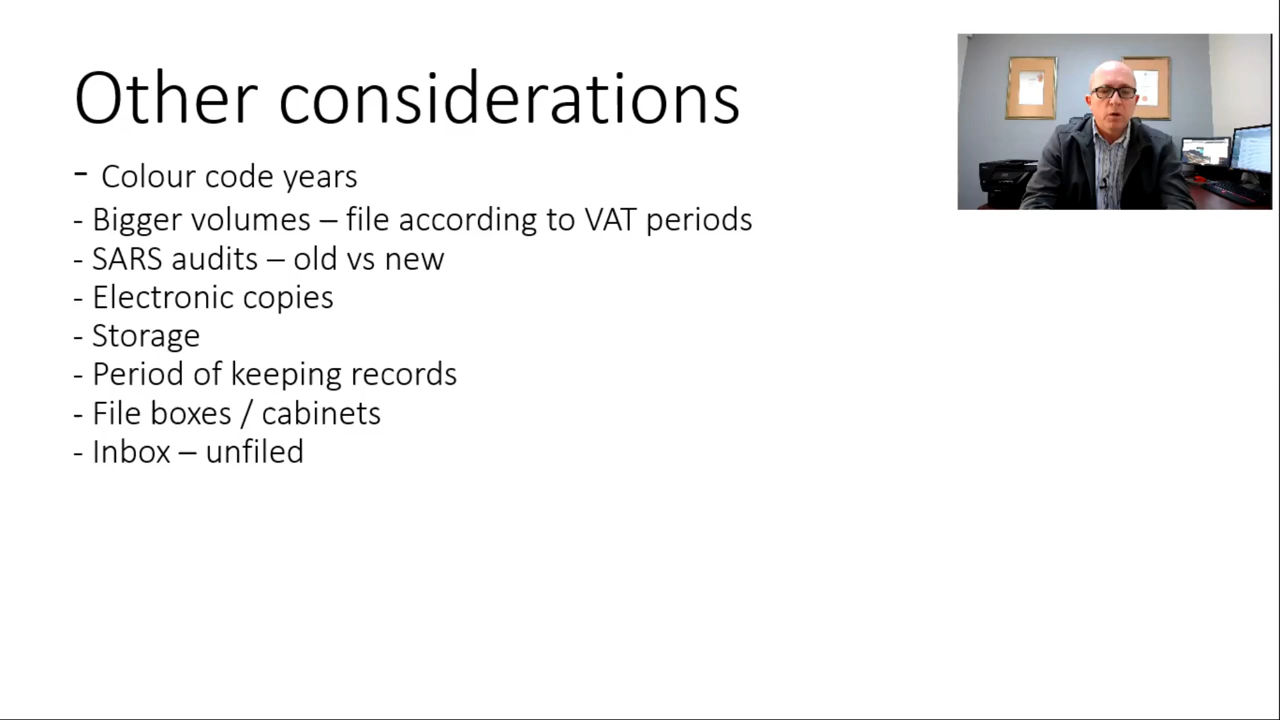 Other considerations
- Colour code years
- Bigger volumes – file according to VAT periods
- SARS audits – old vs new
- Electronic copies
- Storage
- Period of keeping records
- File boxes / cabinets
- Inbox – unfiled